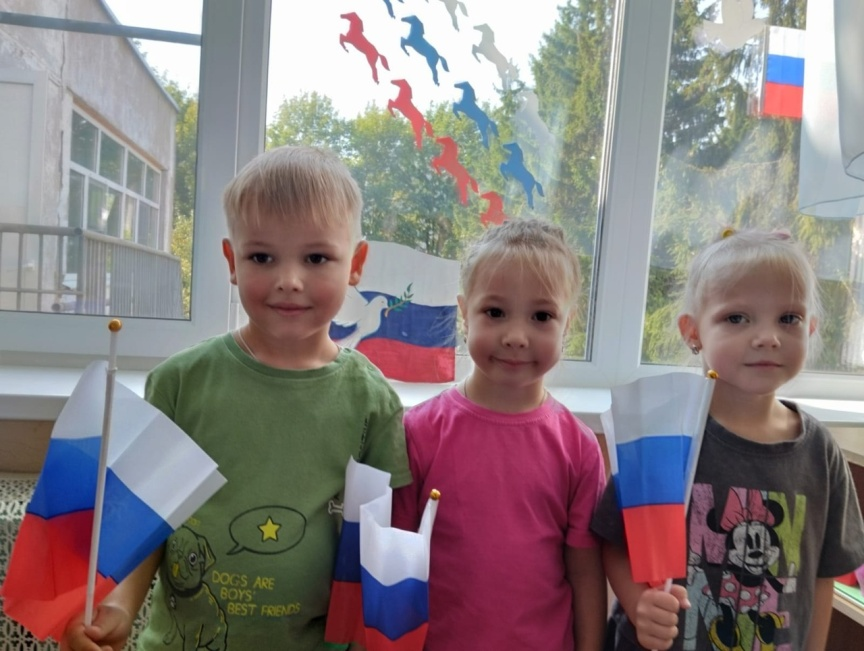 DOGS ARE
BOYS'
BEST FRIENDS